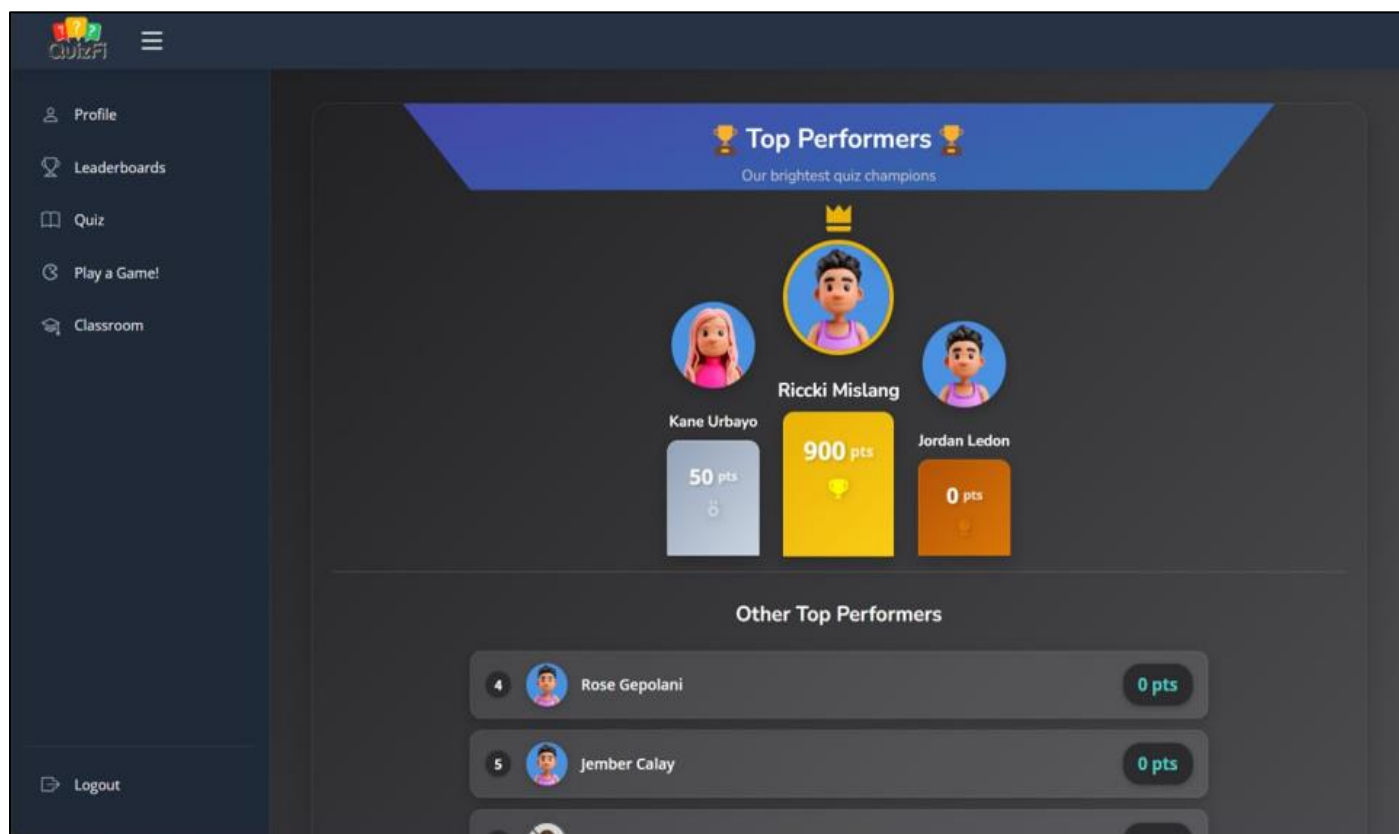 ? ? ?
QuizFi
Profile
Leaderboards
Quiz
Play a Game!
Classroom
Logout
Top Performers
Our brightest quiz champions
Riccki Mislang
900 pts
Kane Urbayo
50 pts
Jordan Ledon
0 pts
Other Top Performers
4 Rose Gepolani 0 pts
5 Jember Calay 0 pts